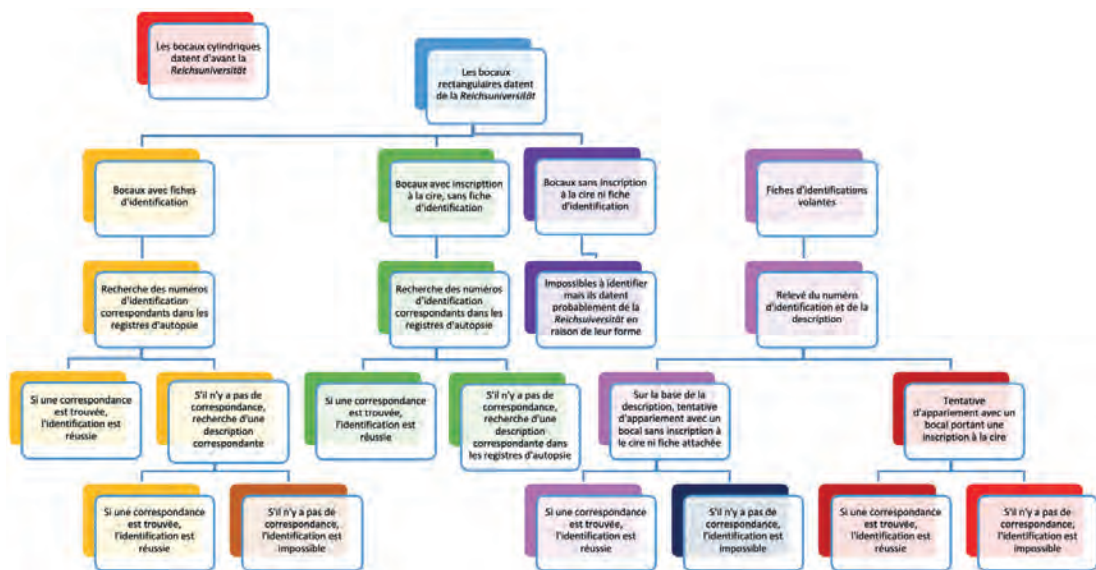 Les bocaux cylindriques
datent d'avant la
Reichsuniversität
Les bocaux
rectangulaires datent
de la Reichsuniversität
Bocaux avec fiches
d'identification
Bocaux avec inscripttion
à la cire, sans fiche
d'identification
Bocaux sans inscription
à la cire ni fiche
d'identification
Fiches d'identifications
volantes
Recherche des numéros
d'identification
correspondants dans les
registres d'autopsie
Recherche des numéros
d'identification
correspondants dans les
registres d'autopsie
Impossibles à identifier
mais ils datent
probablement de la
Reichsuiversität en
raison de leur forme
Relevé du numéro
d'identification et de la
description
Si une correspondance
est trouvée,
l'identification est
réussie
S'il n'y a pas de
correspondance,
recherche d'une
description
correspondante
Si une correspondance
est trouvée,
l'identification est
réussie
S'il n'y a pas de
correspondance,
recherche d'une
description
correspondante dans
les registres d'autopsie
Sur la base de la
description, tentative
d'appariement avec un
bocal sans inscription à
le cire ni fiche attachée
Tentative
d'appariement avec un
bocal portant une
inscription à la cire
Si une correspondance
est trouvée,
l'identification est
réussie
S'il n'y a pas de
correspondance,
l'identification est
impossible
Si une correspondance
est trouvée,
l'identification est
réussie
S'il n'y a pas de
correspondance,
l'identification est
impossible
Si une correspondance
est trouvée,
l'identification est
réussie
S'il n'y a pas de
correspondance,
l'identification est
impossible